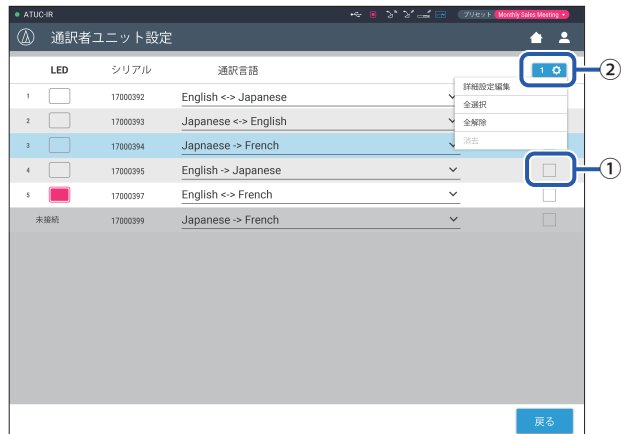 ATUC-IR プリセット Monthly Sales Meeting
通訳者ユニット設定
LED シリアル 通訳言語 1 ②
詳細設定編集
全選択
全解除
消去
1 17000392 English <-> Japanese
2 17000393 Japanese <-> English
3 17000394 Japnaese -> French
4 17000395 English -> Japanese ①
5 17000397 English <-> French
未接続 17000399 Japanese -> French
戻る